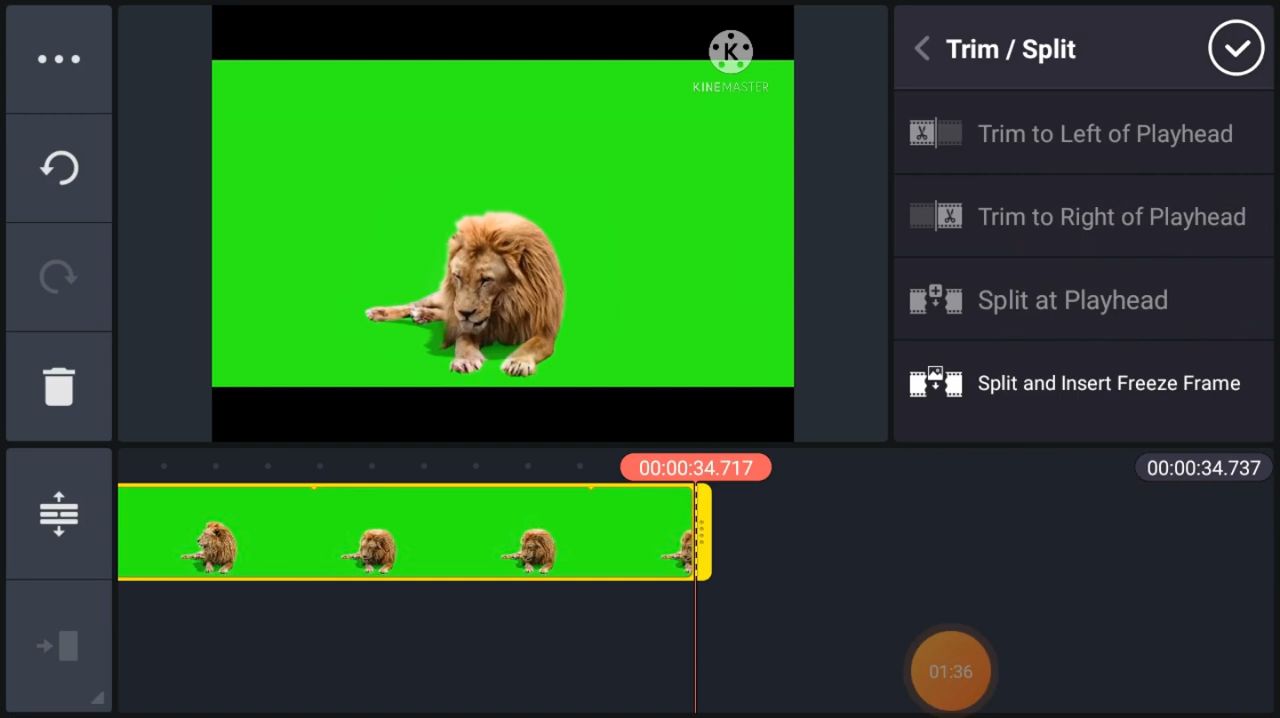 K
KINEMASTER
Trim / Split
Trim to Left of Playhead
Trim to Right of Playhead
Split at Playhead
Split and Insert Freeze Frame
00:00:34.717
00:00:34.737
01:36